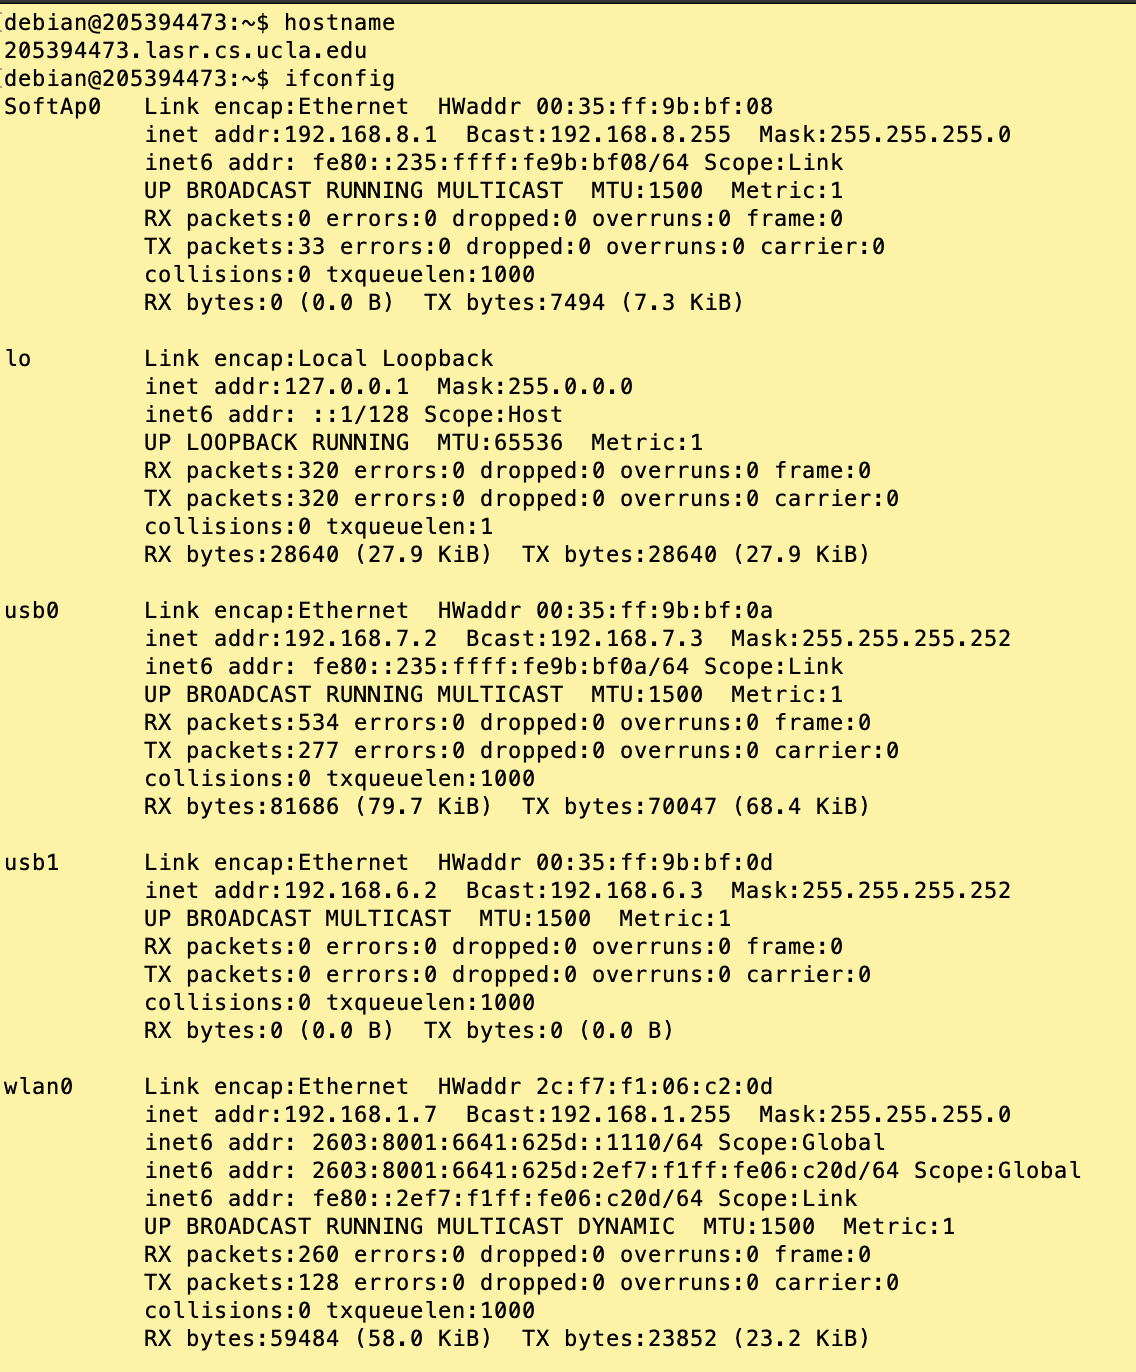 [debian@205394473:~$ hostname
205394473.lasr.cs.ucla.edu
[debian@205394473:~$ ifconfig
SoftAp0   Link encap:Ethernet  HWaddr 00:35:ff:9b:bf:08
          inet addr:192.168.8.1  Bcast:192.168.8.255  Mask:255.255.255.0
          inet6 addr: fe80::235:ffff:fe9b:bf08/64 Scope:Link
          UP BROADCAST RUNNING MULTICAST  MTU:1500  Metric:1
          RX packets:0 errors:0 dropped:0 overruns:0 frame:0
          TX packets:33 errors:0 dropped:0 overruns:0 carrier:0
          collisions:0 txqueuelen:1000
          RX bytes:0 (0.0 B)  TX bytes:7494 (7.3 KiB)

lo        Link encap:Local Loopback
          inet addr:127.0.0.1  Mask:255.0.0.0
          inet6 addr: ::1/128 Scope:Host
          UP LOOPBACK RUNNING  MTU:65536  Metric:1
          RX packets:320 errors:0 dropped:0 overruns:0 frame:0
          TX packets:320 errors:0 dropped:0 overruns:0 carrier:0
          collisions:0 txqueuelen:1
          RX bytes:28640 (27.9 KiB)  TX bytes:28640 (27.9 KiB)

usb0      Link encap:Ethernet  HWaddr 00:35:ff:9b:bf:0a
          inet addr:192.168.7.2  Bcast:192.168.7.3  Mask:255.255.255.252
          inet6 addr: fe80::235:ffff:fe9b:bf0a/64 Scope:Link
          UP BROADCAST RUNNING MULTICAST  MTU:1500  Metric:1
          RX packets:534 errors:0 dropped:0 overruns:0 frame:0
          TX packets:277 errors:0 dropped:0 overruns:0 carrier:0
          collisions:0 txqueuelen:1000
          RX bytes:81686 (79.7 KiB)  TX bytes:70047 (68.4 KiB)

usb1      Link encap:Ethernet  HWaddr 00:35:ff:9b:bf:0d
          inet addr:192.168.6.2  Bcast:192.168.6.3  Mask:255.255.255.252
          UP BROADCAST MULTICAST  MTU:1500  Metric:1
          RX packets:0 errors:0 dropped:0 overruns:0 frame:0
          TX packets:0 errors:0 dropped:0 overruns:0 carrier:0
          collisions:0 txqueuelen:1000
          RX bytes:0 (0.0 B)  TX bytes:0 (0.0 B)

wlan0     Link encap:Ethernet  HWaddr 2c:f7:f1:06:c2:0d
          inet addr:192.168.1.7  Bcast:192.168.1.255  Mask:255.255.255.0
          inet6 addr: 2603:8001:6641:625d::1110/64 Scope:Global
          inet6 addr: 2603:8001:6641:625d:2ef7:f1ff:fe06:c20d/64 Scope:Global
          inet6 addr: fe80::2ef7:f1ff:fe06:c20d/64 Scope:Link
          UP BROADCAST RUNNING MULTICAST DYNAMIC  MTU:1500  Metric:1
          RX packets:260 errors:0 dropped:0 overruns:0 frame:0
          TX packets:128 errors:0 dropped:0 overruns:0 carrier:0
          collisions:0 txqueuelen:1000
          RX bytes:59484 (58.0 KiB)  TX bytes:23852 (23.2 KiB)